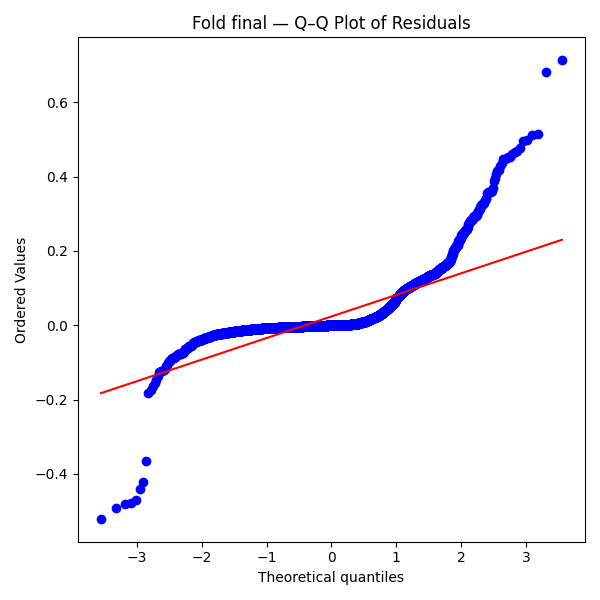 Fold final — Q–Q Plot of Residuals
Ordered Values
0.6
0.4
0.2
0.0
−0.2
−0.4
−3 −2 −1 0 1 2 3
Theoretical quantiles